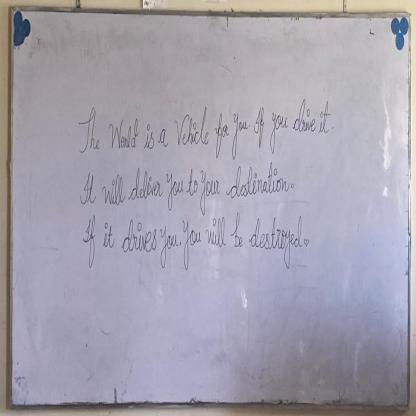 The World is a Vehicle for You if you drive it.
It will deliver You to Your destination.
If it drives You, You will be destroyed.